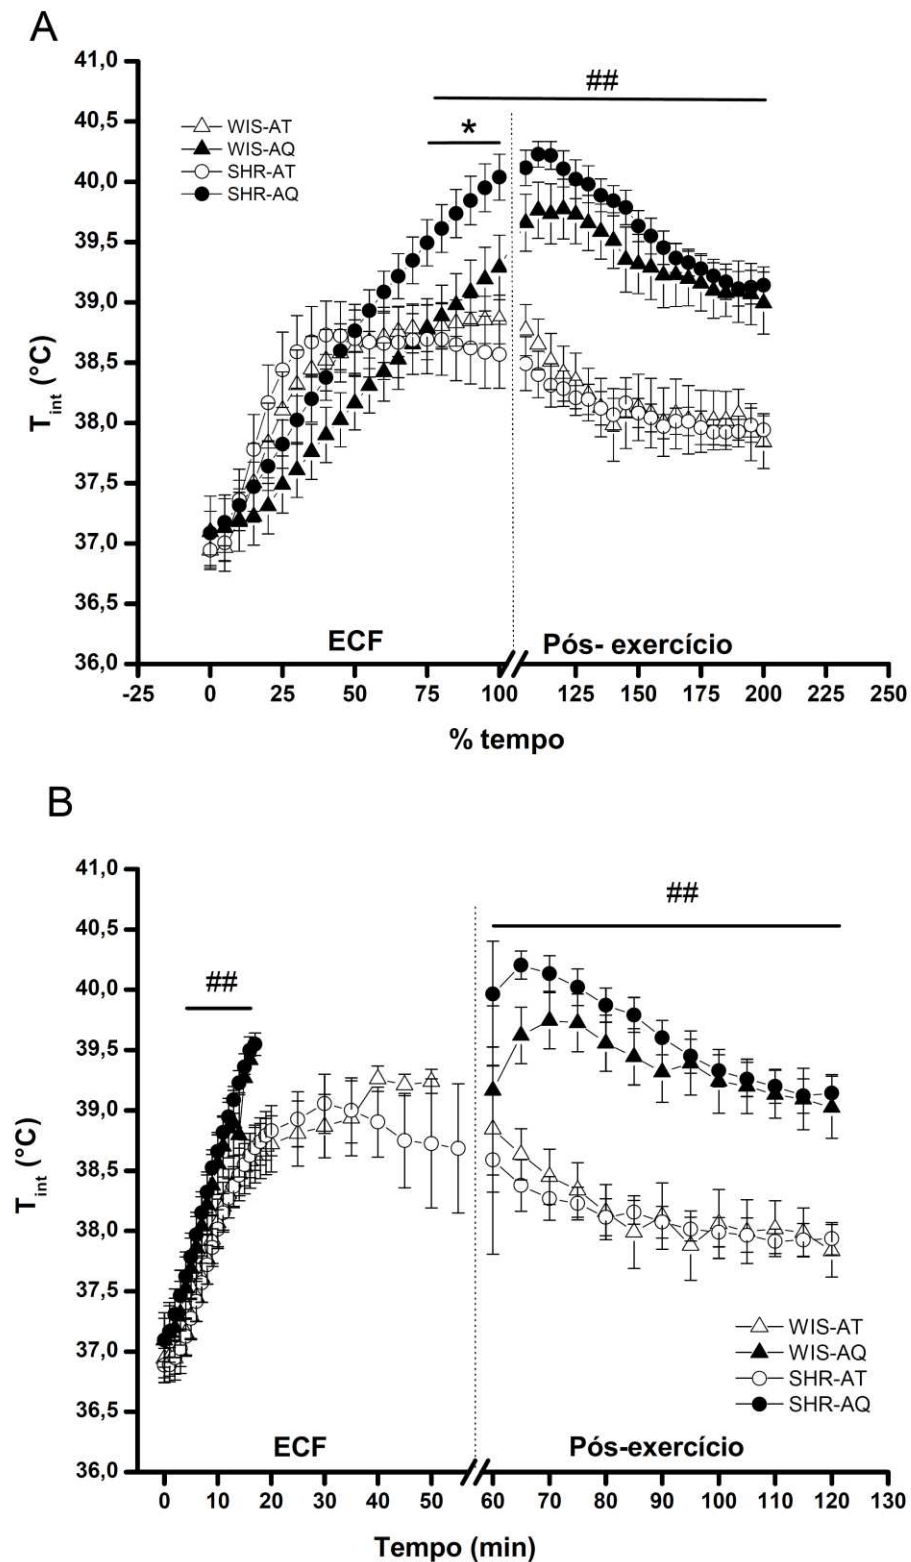 A
41,0
40,5
40,0
39,5
39,0
38,5
38,0
37,5
37,0
36,5
36,0
T int (°C)
WIS-AT
WIS-AQ
SHR-AT
SHR-AQ
##
*
ECF
Pós- exercício
-25 0 25 50 75 100 125 150 175 200 225 250
% tempo
B
41,0
40,5
40,0
39,5
39,0
38,5
38,0
37,5
37,0
36,5
36,0
T int (°C)
##
##
WIS-AT
WIS-AQ
SHR-AT
SHR-AQ
ECF
Pós-exercício
0 10 20 30 40 50 60 70 80 90 100 110 120 130
Tempo (min)